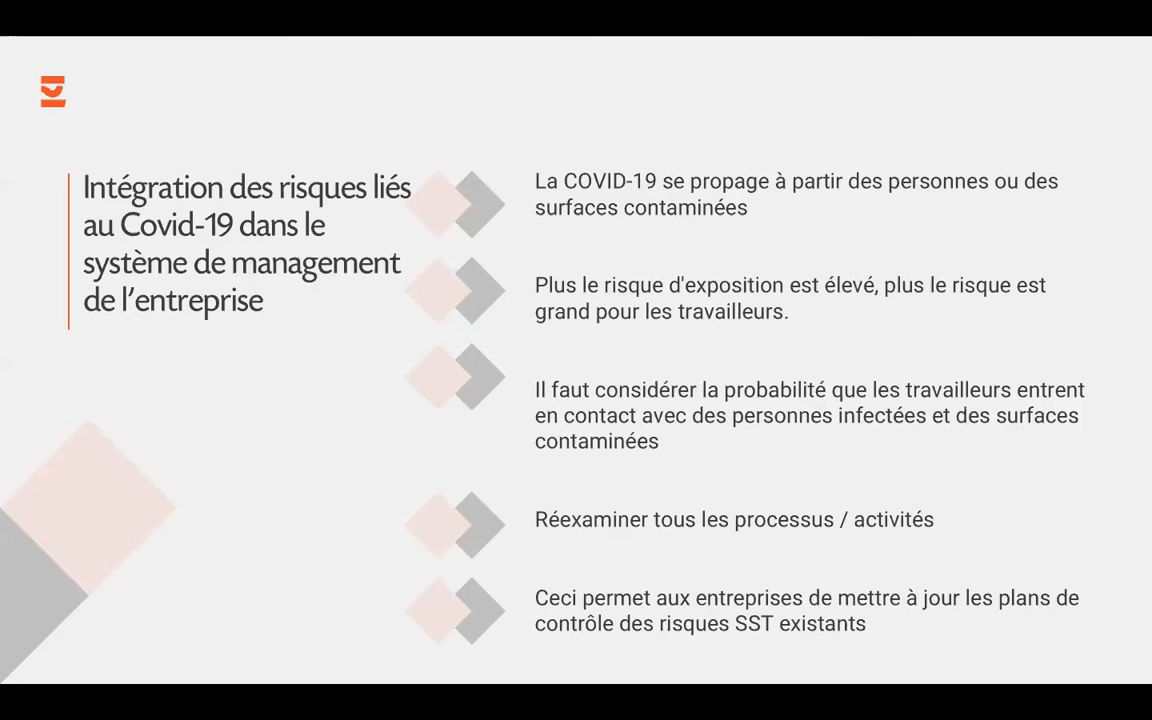 Intégration des risques liés
au Covid-19 dans le
système de management
de l’entreprise
La COVID-19 se propage à partir des personnes ou des
surfaces contaminées
Plus le risque d'exposition est élevé, plus le risque est
grand pour les travailleurs.
Il faut considérer la probabilité que les travailleurs entrent
en contact avec des personnes infectées et des surfaces
contaminées
Réexaminer tous les processus / activités
Ceci permet aux entreprises de mettre à jour les plans de
contrôle des risques SST existants